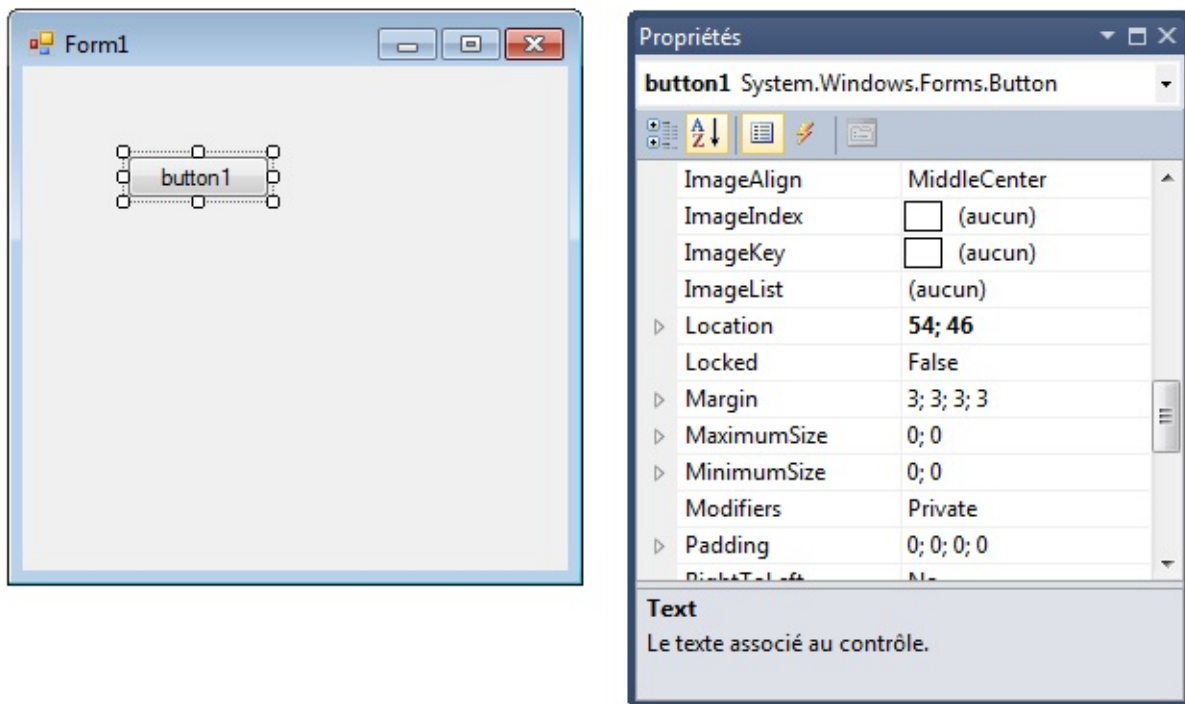 Form1
button1
Propriétés
button1 System.Windows.Forms.Button
A
Z
ImageAlign MiddleCenter
ImageIndex (aucun)
ImageKey (aucun)
ImageList (aucun)
Location 54; 46
Locked False
Margin 3; 3; 3; 3
MaximumSize 0; 0
MinimumSize 0; 0
Modifiers Private
Padding 0; 0; 0; 0
RightToLeft No
Text
Le texte associé au contrôle.